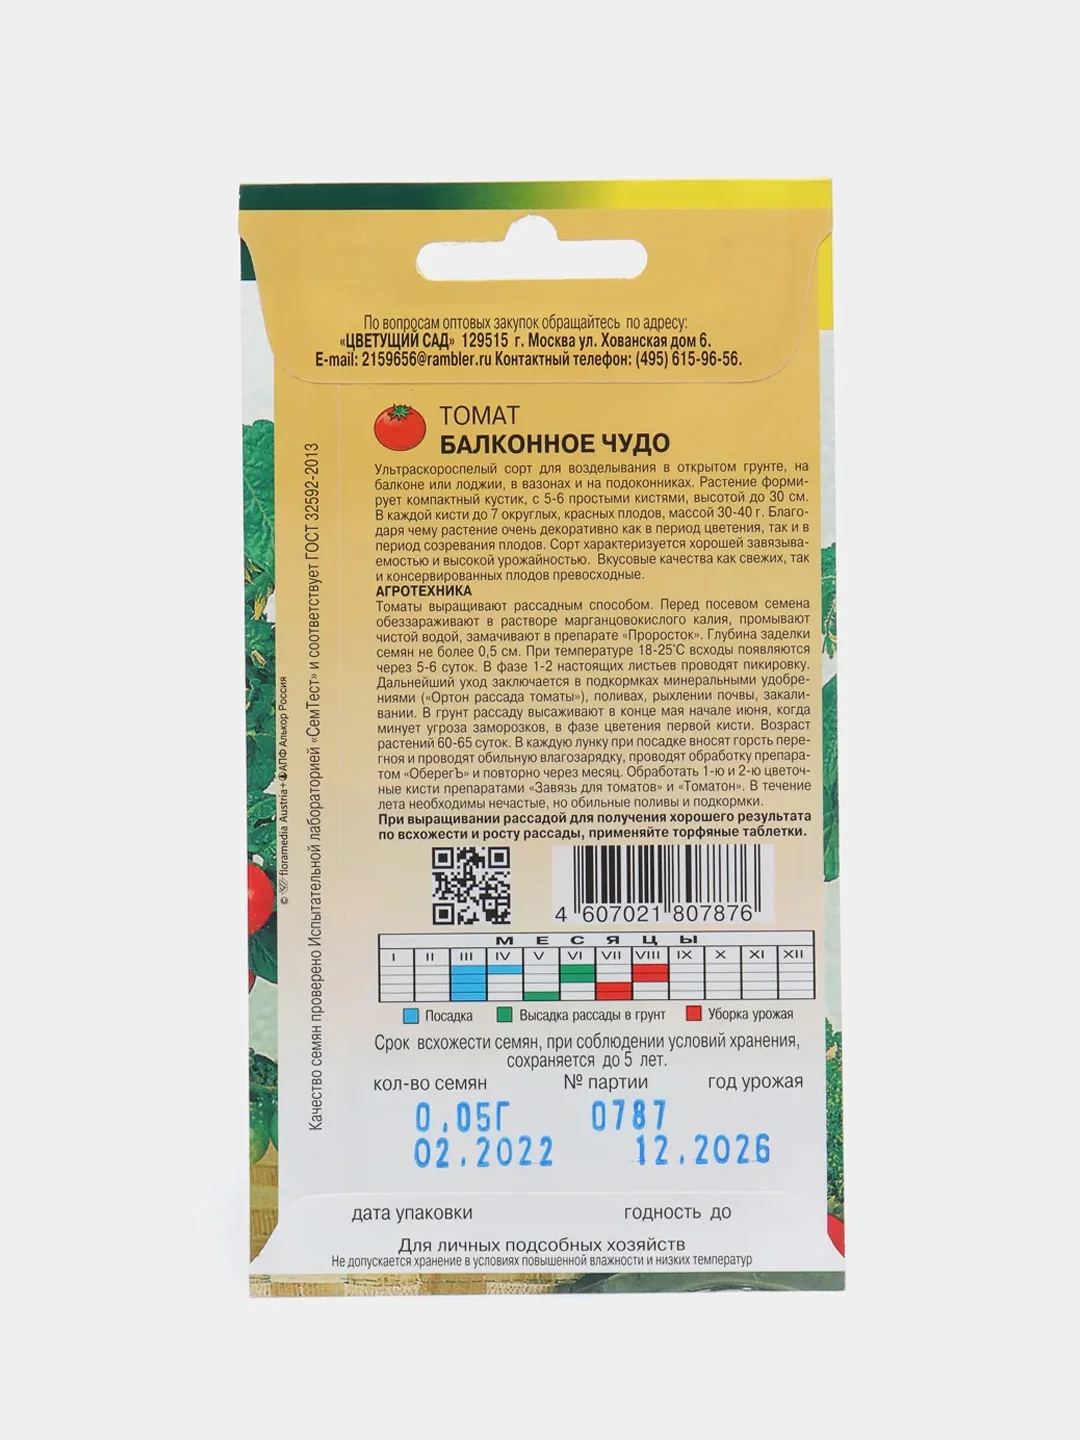 По вопросам оптовых закупок обращайтесь по адресу:
«ЦВЕТУЩИЙ САД» 129515 г. Москва ул. Хованская дом 6.
E-mail: 2159656@rambler.ru Контактный телефон: (495) 615-96-56.
ТОМАТ
БАЛКОННОЕ ЧУДО
Ультраскороспелый сорт для возделывания в открытом грунте, на
балконе или лоджии, в вазонах и на подоконниках. Растение форми-
рует компактный кустик, с 5-6 простыми кистями, высотой до 30 см.
В каждой кисти до 7 округлых, красных плодов, массой 30-40 г. Благо-
даря чему растение очень декоративно как в период цветения, так и в
период созревания плодов. Сорт характеризуется хорошей завязыва-
емостью и высокой урожайностью. Вкусовые качества как свежих, так
и консервированных плодов превосходные.
АГРОТЕХНИКА
Томаты выращивают рассадным способом. Перед посевом семена
обеззараживают в растворе марганцовокислого калия, промывают
чистой водой, замачивают в препарате «Проросток». Глубина заделки
семян не более 0,5 см. При температуре 18-25°С всходы появляются
через 5-6 суток. В фазе 1-2 настоящих листьев проводят пикировку.
Дальнейший уход заключается в подкормках минеральными удобре-
ниями («Ортон рассада томаты»), поливах, рыхлении почвы, закали-
вании. В грунт рассаду высаживают в конце мая начале июня, когда
минует угроза заморозков, в фазе цветения первой кисти. Возраст
растений 60-65 суток. В каждую лунку при посадке вносят горсть пере-
гноя и проводят обильную влагозарядку, проводят обработку препара-
том «ОберегЪ» и повторно через месяц. Обработать 1-ю и 2-ю цветоч-
ные кисти препаратами «Завязь для томатов» и «Томатон». В течение
лета необходимы нечастые, но обильные поливы и подкормки.
При выращивании рассадой для получения хорошего результата
по всхожести и росту рассады, применяйте торфяные таблетки.
4 607021 807876
МЕСЯЦЫ
I II III IV V VI VII VIII IX X XI XII
Посадка Высадка рассады в грунт Уборка урожая
Срок всхожести семян, при соблюдении условий хранения,
сохраняется до 5 лет.
кол-во семян № партии год урожая
0,05Г 0787
02.2022 12.2026
дата упаковки годность до
Для личных подсобных хозяйств
Не допускается хранение в условиях повышенной влажности и низких температур
Качество семян проверено Испытательной лабораторией «СемТест» и соответствует ГОСТ 32592-2013
© floramedia Austria+ АПФ Алькор Россия